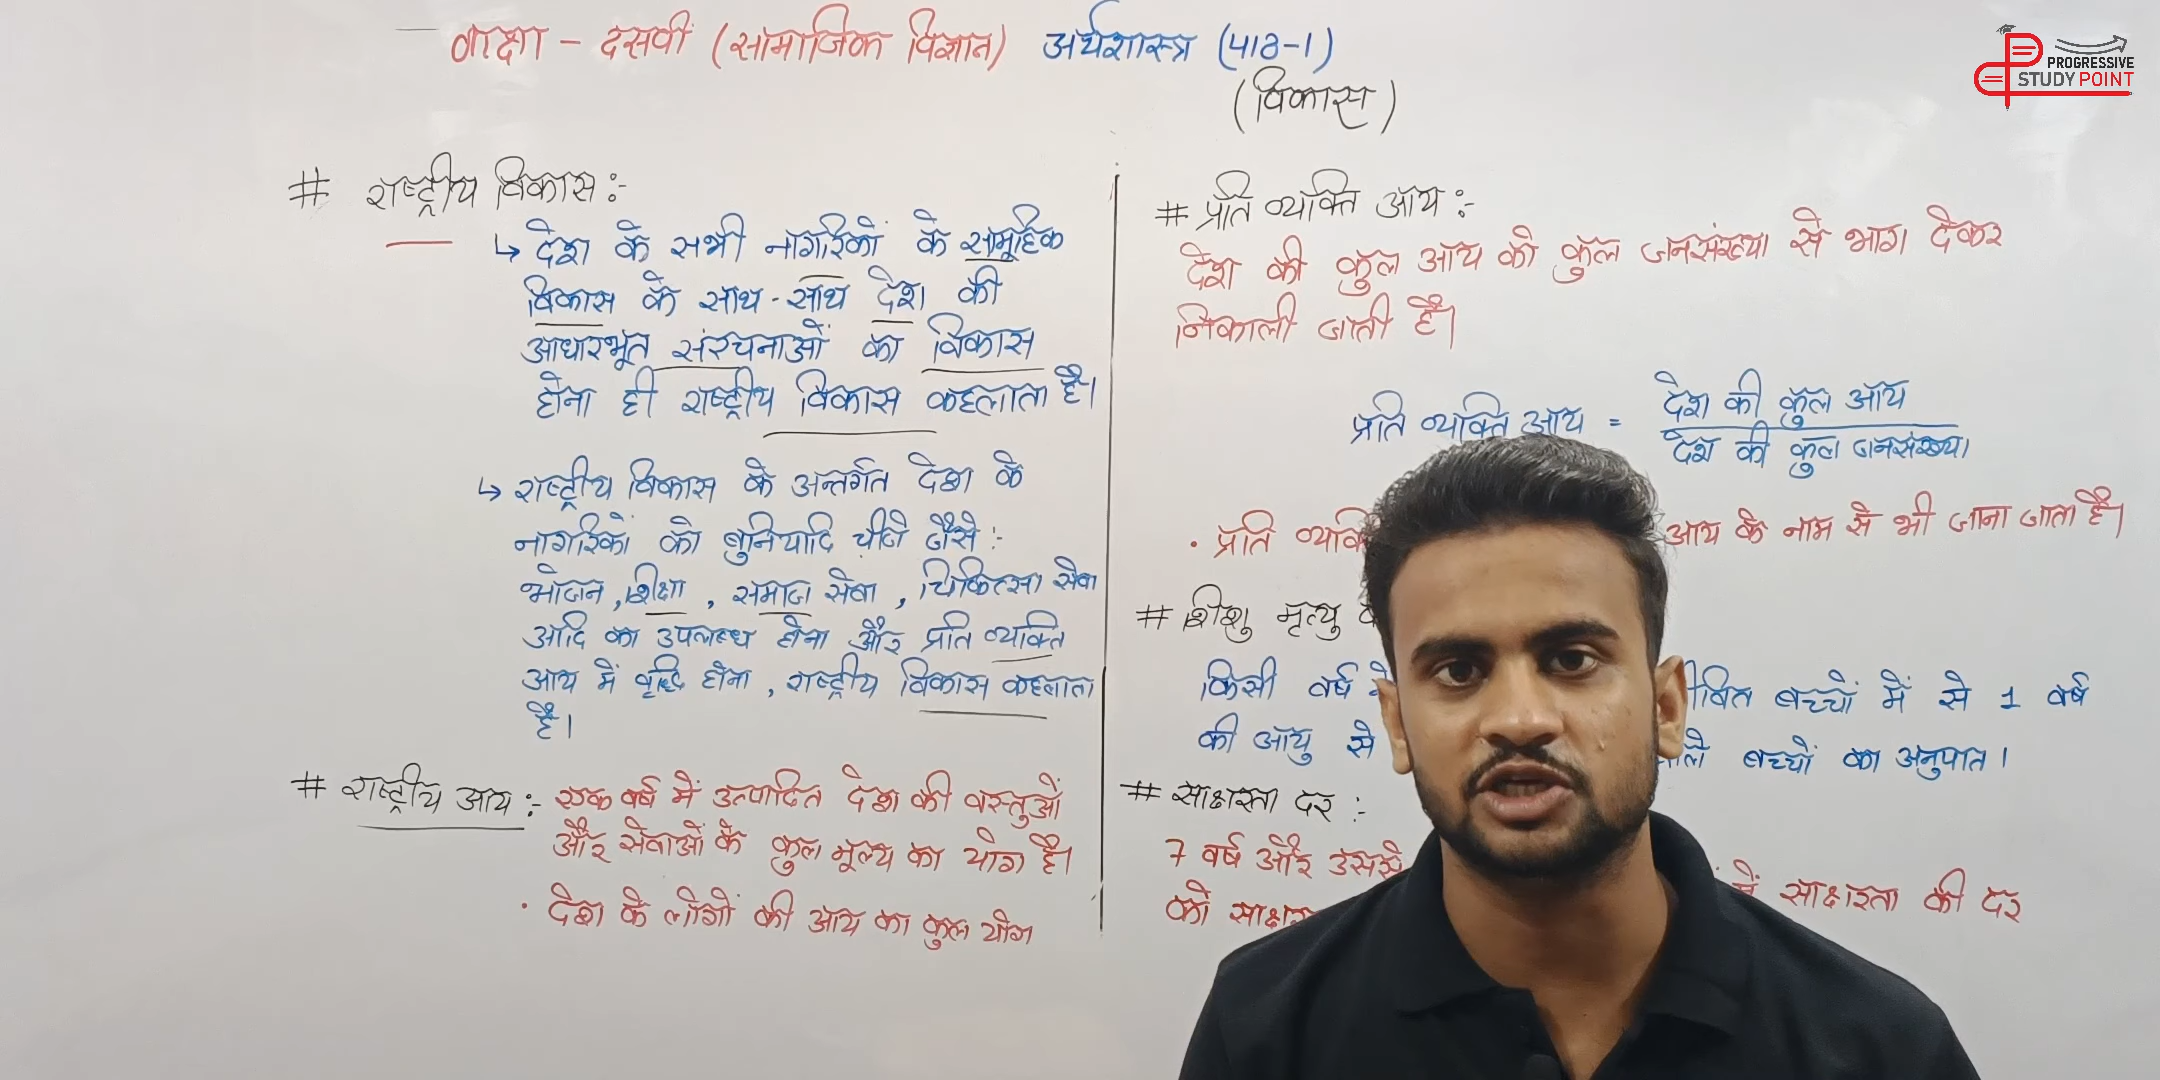 कक्षा - दसवीं (सामाजिक विज्ञान) अर्थशास्त्र (पाठ-1)
(विकास)
PROGRESSIVE
STUDY POINT
# राष्ट्रीय विकास :-
↳ देश के सभी नागरिकों के सामूहिक
विकास के साथ-साथ देश की
आधारभूत संरचनाओं का विकास
होना ही राष्ट्रीय विकास कहलाता है।
↳ राष्ट्रीय विकास के अन्तर्गत देश के
नागरिकों को बुनियादि चीजे जैसे :-
भोजन, शिक्षा, समाज सेवा, चिकित्सा सेवा
आदि का उपलब्ध होना और प्रति व्यक्ति
आय में वृद्धि होना, राष्ट्रीय विकास कहलाता
है।
# राष्ट्रीय आय :- एक वर्ष में उत्पादित देश की वस्तुओं
और सेवाओं के कुल मूल्य का योग है।
• देश के लोगों की आय का कुल योग
# प्रति व्यक्ति आय :-
देश की कुल आय को कुल जनसंख्या से भाग देकर
निकाली जाती है।
प्रति व्यक्ति आय = देश की कुल आय
देश की कुल जनसंख्या
• प्रति आय के नाम से भी जाना जाता है।
# शिशु मृत्यु
किसी वर्ष बच्चों में से 1 वर्ष
की आयु से बच्चों का अनुपात।
# साक्षरता दर :-
7 वर्ष और उससे में साक्षरता की दर
को